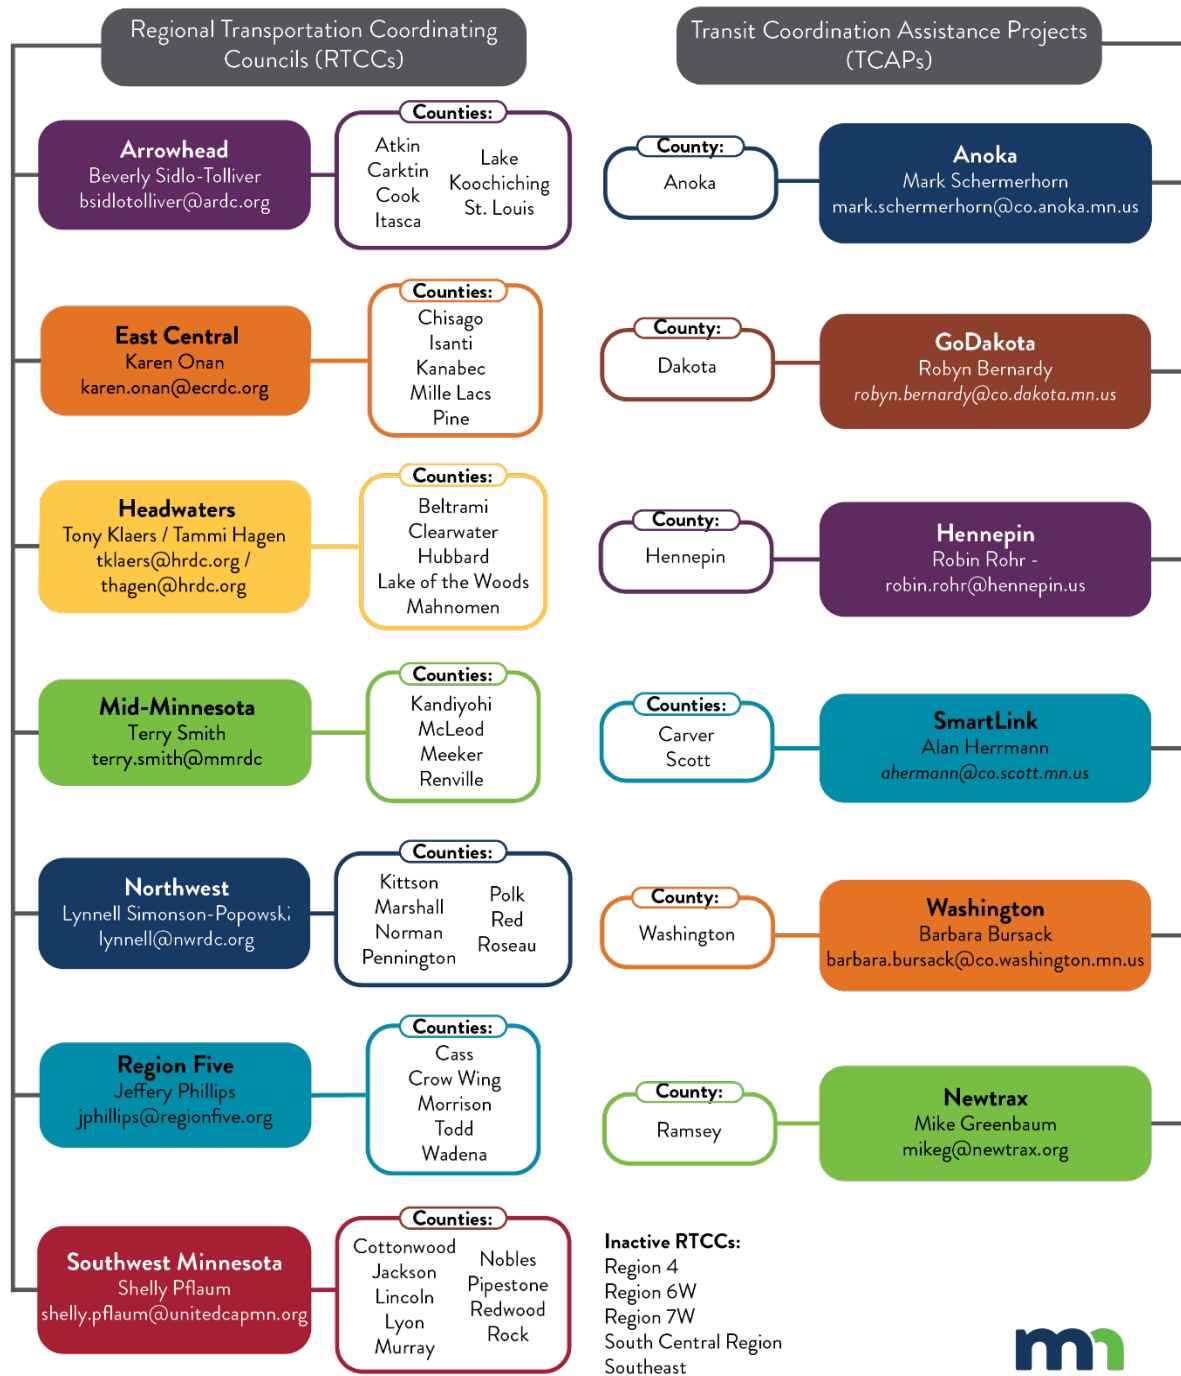 Regional Transportation Coordinating
Councils (RTCCs)
Arrowhead
Beverly Sidlo-Tolliver
bsidlotolliver@ardc.org
Counties:
Atkin
Carktin
Cook
Itasca
Lake
Koochiching
St. Louis
East Central
Karen Onan
karen.onan@ecrdc.org
Counties:
Chisago
Isanti
Kanabec
Mille Lacs
Pine
Headwaters
Tony Klaers / Tammi Hagen
tklaers@hrdc.org /
thagen@hrdc.org
Counties:
Beltrami
Clearwater
Hubbard
Lake of the Woods
Mahnomen
Mid-Minnesota
Terry Smith
terry.smith@mmrdc
Counties:
Kandiyohi
McLeod
Meeker
Renville
Northwest
Lynnell Simonson-Popowski
lynnell@nwrdc.org
Counties:
Kittson
Marshall
Norman
Pennington
Polk
Red
Roseau
Region Five
Jeffery Phillips
jphillips@regionfive.org
Counties:
Cass
Crow Wing
Morrison
Todd
Wadena
Southwest Minnesota
Shelly Pflaum
shelly.pflaum@unitedcapmn.org
Counties:
Cottonwood
Jackson
Lincoln
Lyon
Murray
Nobles
Pipestone
Redwood
Rock
Transit Coordination Assistance Projects
(TCAPs)
County:
Anoka
Anoka
Mark Schermerhorn
mark.schermerhorn@co.anoka.mn.us
County:
Dakota
GoDakota
Robyn Bernardy
robyn.bernardy@co.dakota.mn.us
County:
Hennepin
Hennepin
Robin Rohr -
robin.rohr@hennepin.us
Counties:
Carver
Scott
SmartLink
Alan Herrmann
ahermann@co.scott.mn.us
County:
Washington
Washington
Barbara Bursack
barbara.bursack@co.washington.mn.us
County:
Ramsey
Newtrax
Mike Greenbaum
mikeg@newtrax.org
Inactive RTCCs:
Region 4
Region 6W
Region 7W
South Central Region
Southeast
mn